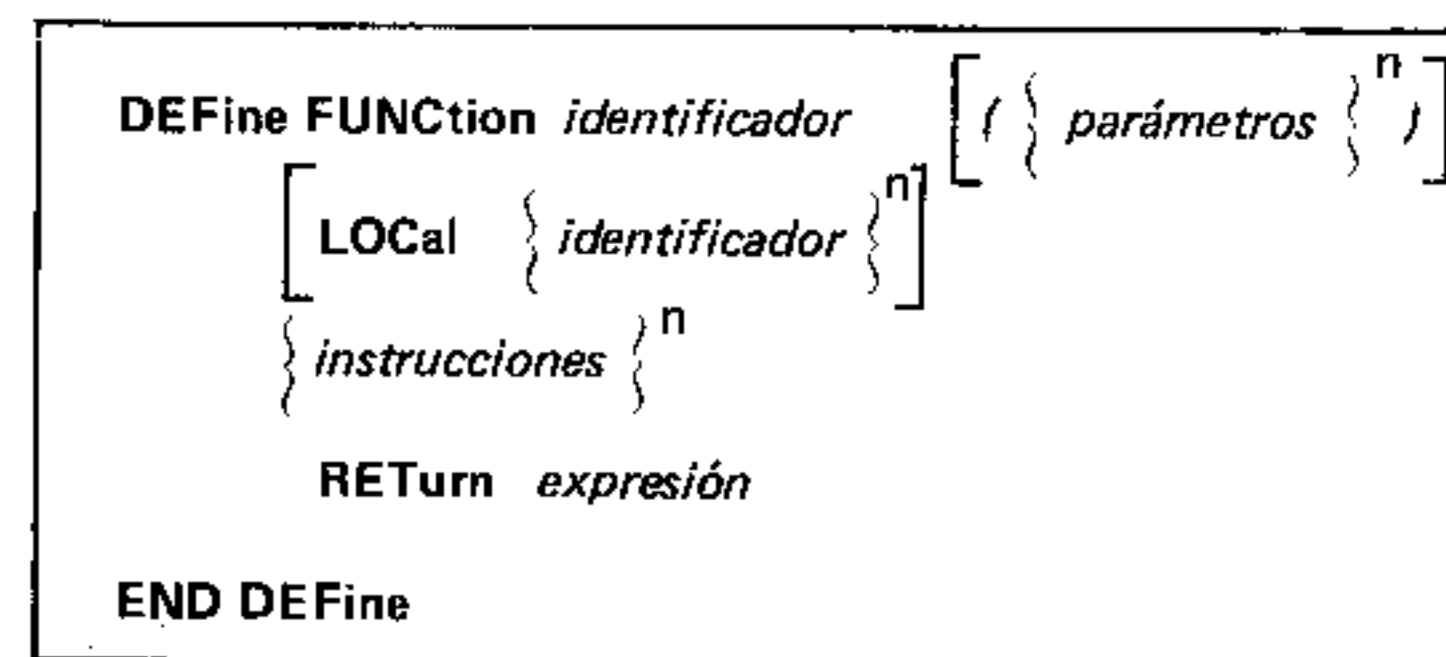 DEFine FUNCtion identificador [ ( { parámetros }n ) ]
[ LOCal { identificador }n ]
{ instrucciones }n
RETurn expresión
END DEFine